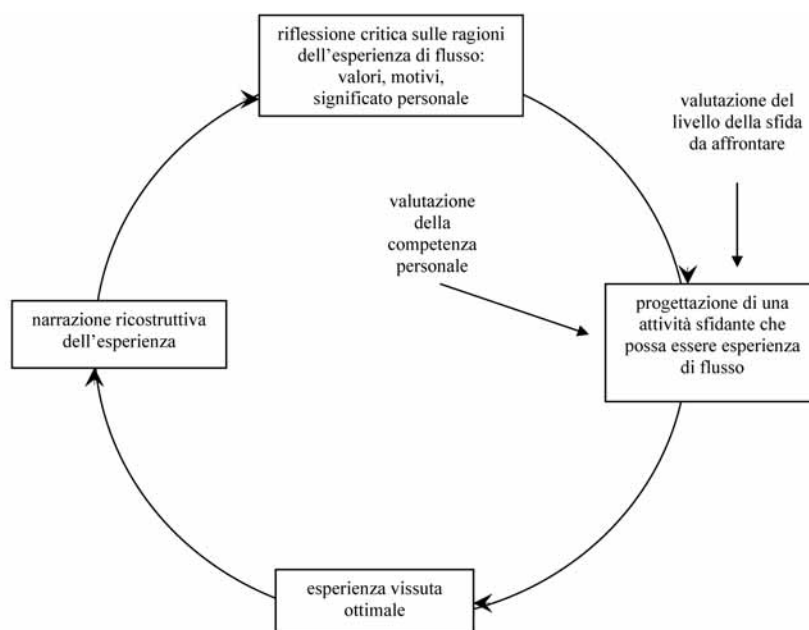 riflessione critica sulle ragioni
dell'esperienza di flusso:
valori, motivi,
significato personale
valutazione del
livello della sfida
da affrontare
valutazione
della
competenza
personale
progettazione di una
attività sfidante che
possa essere esperienza
di flusso
narrazione ricostruttiva
dell'esperienza
esperienza vissuta
ottimale